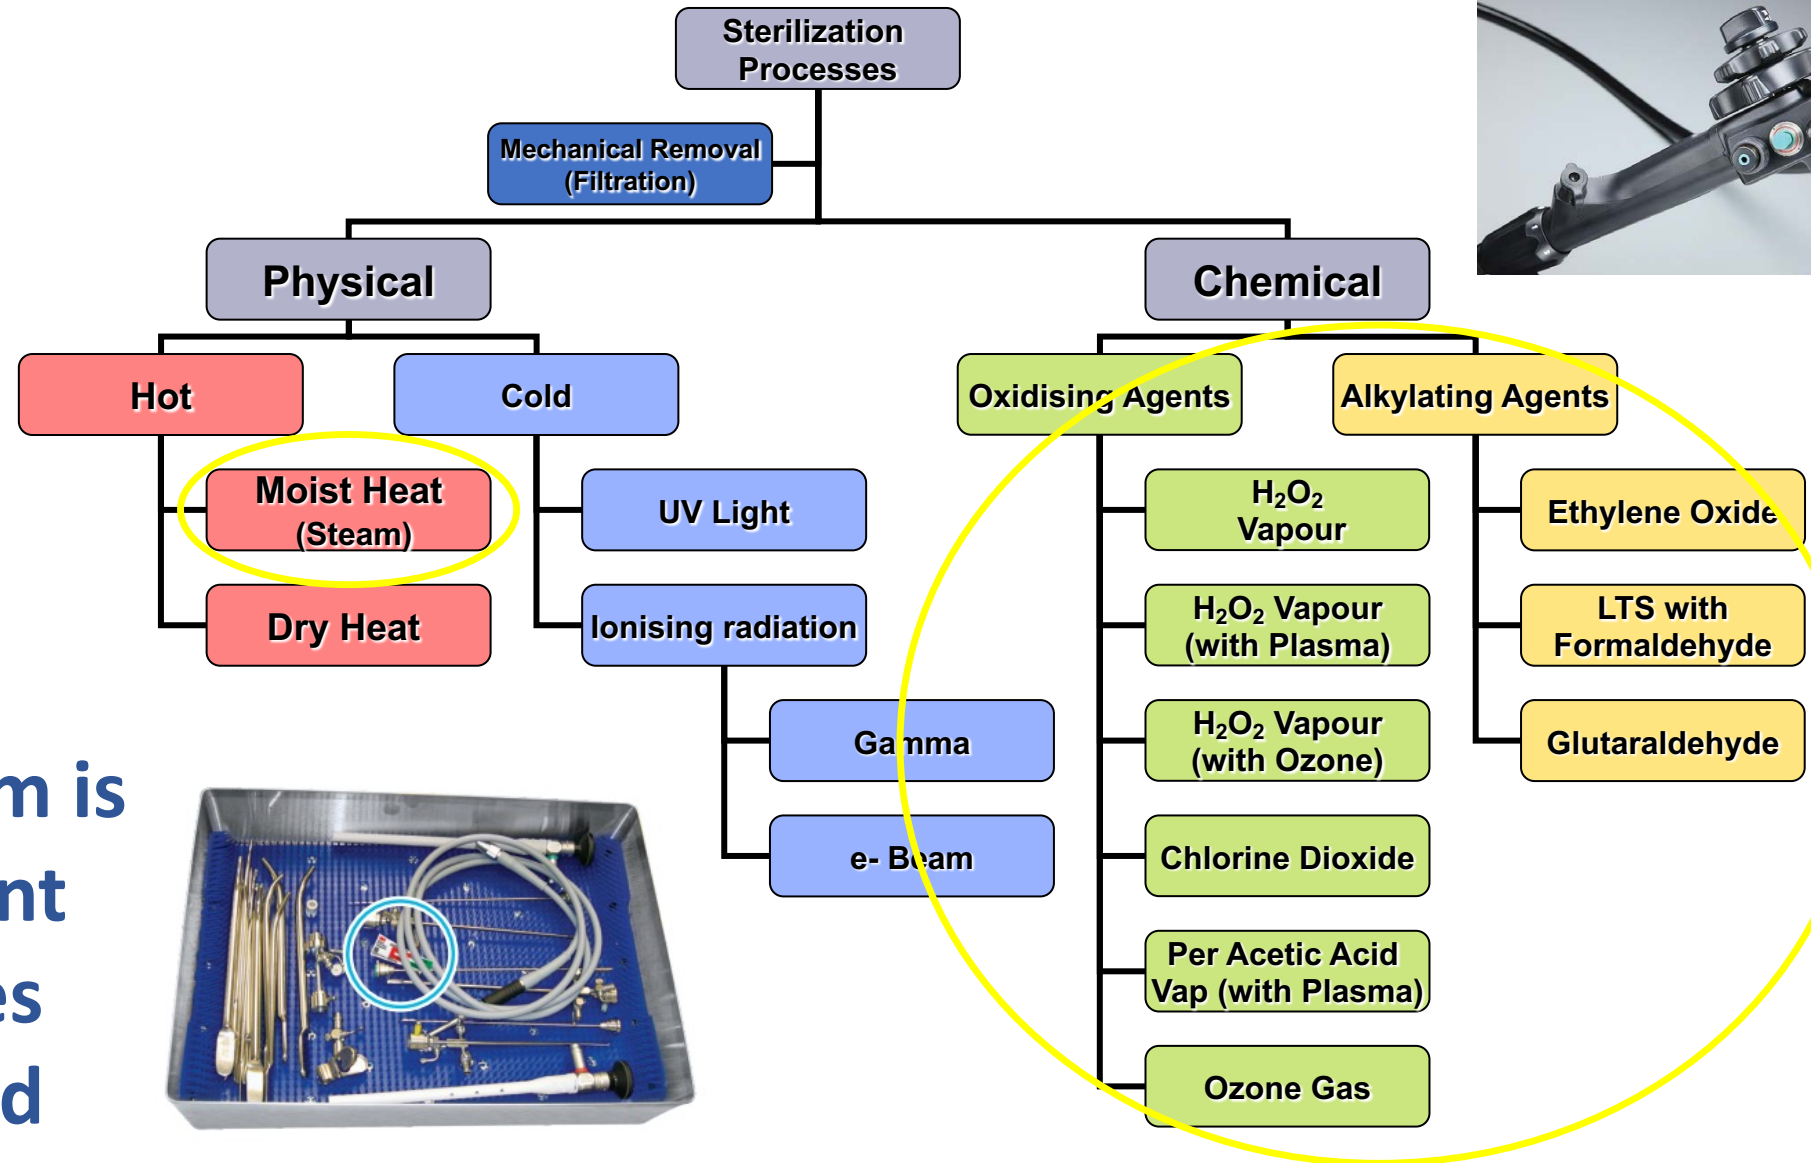 Sterilization
Processes
Mechanical Removal
(Filtration)
Physical
Chemical
Hot
Cold
Oxidising Agents
Alkylating Agents
Moist Heat
(Steam)
UV Light
H₂O₂
Vapour
Ethylene Oxide
Dry Heat
Ionising radiation
H₂O₂ Vapour
(with Plasma)
LTS with
Formaldehyde
Gamma
H₂O₂ Vapour
(with Ozone)
Glutaraldehyde
e- Beam
Chlorine Dioxide
Per Acetic Acid
Vap (with Plasma)
Ozone Gas
m is
nt
es
d